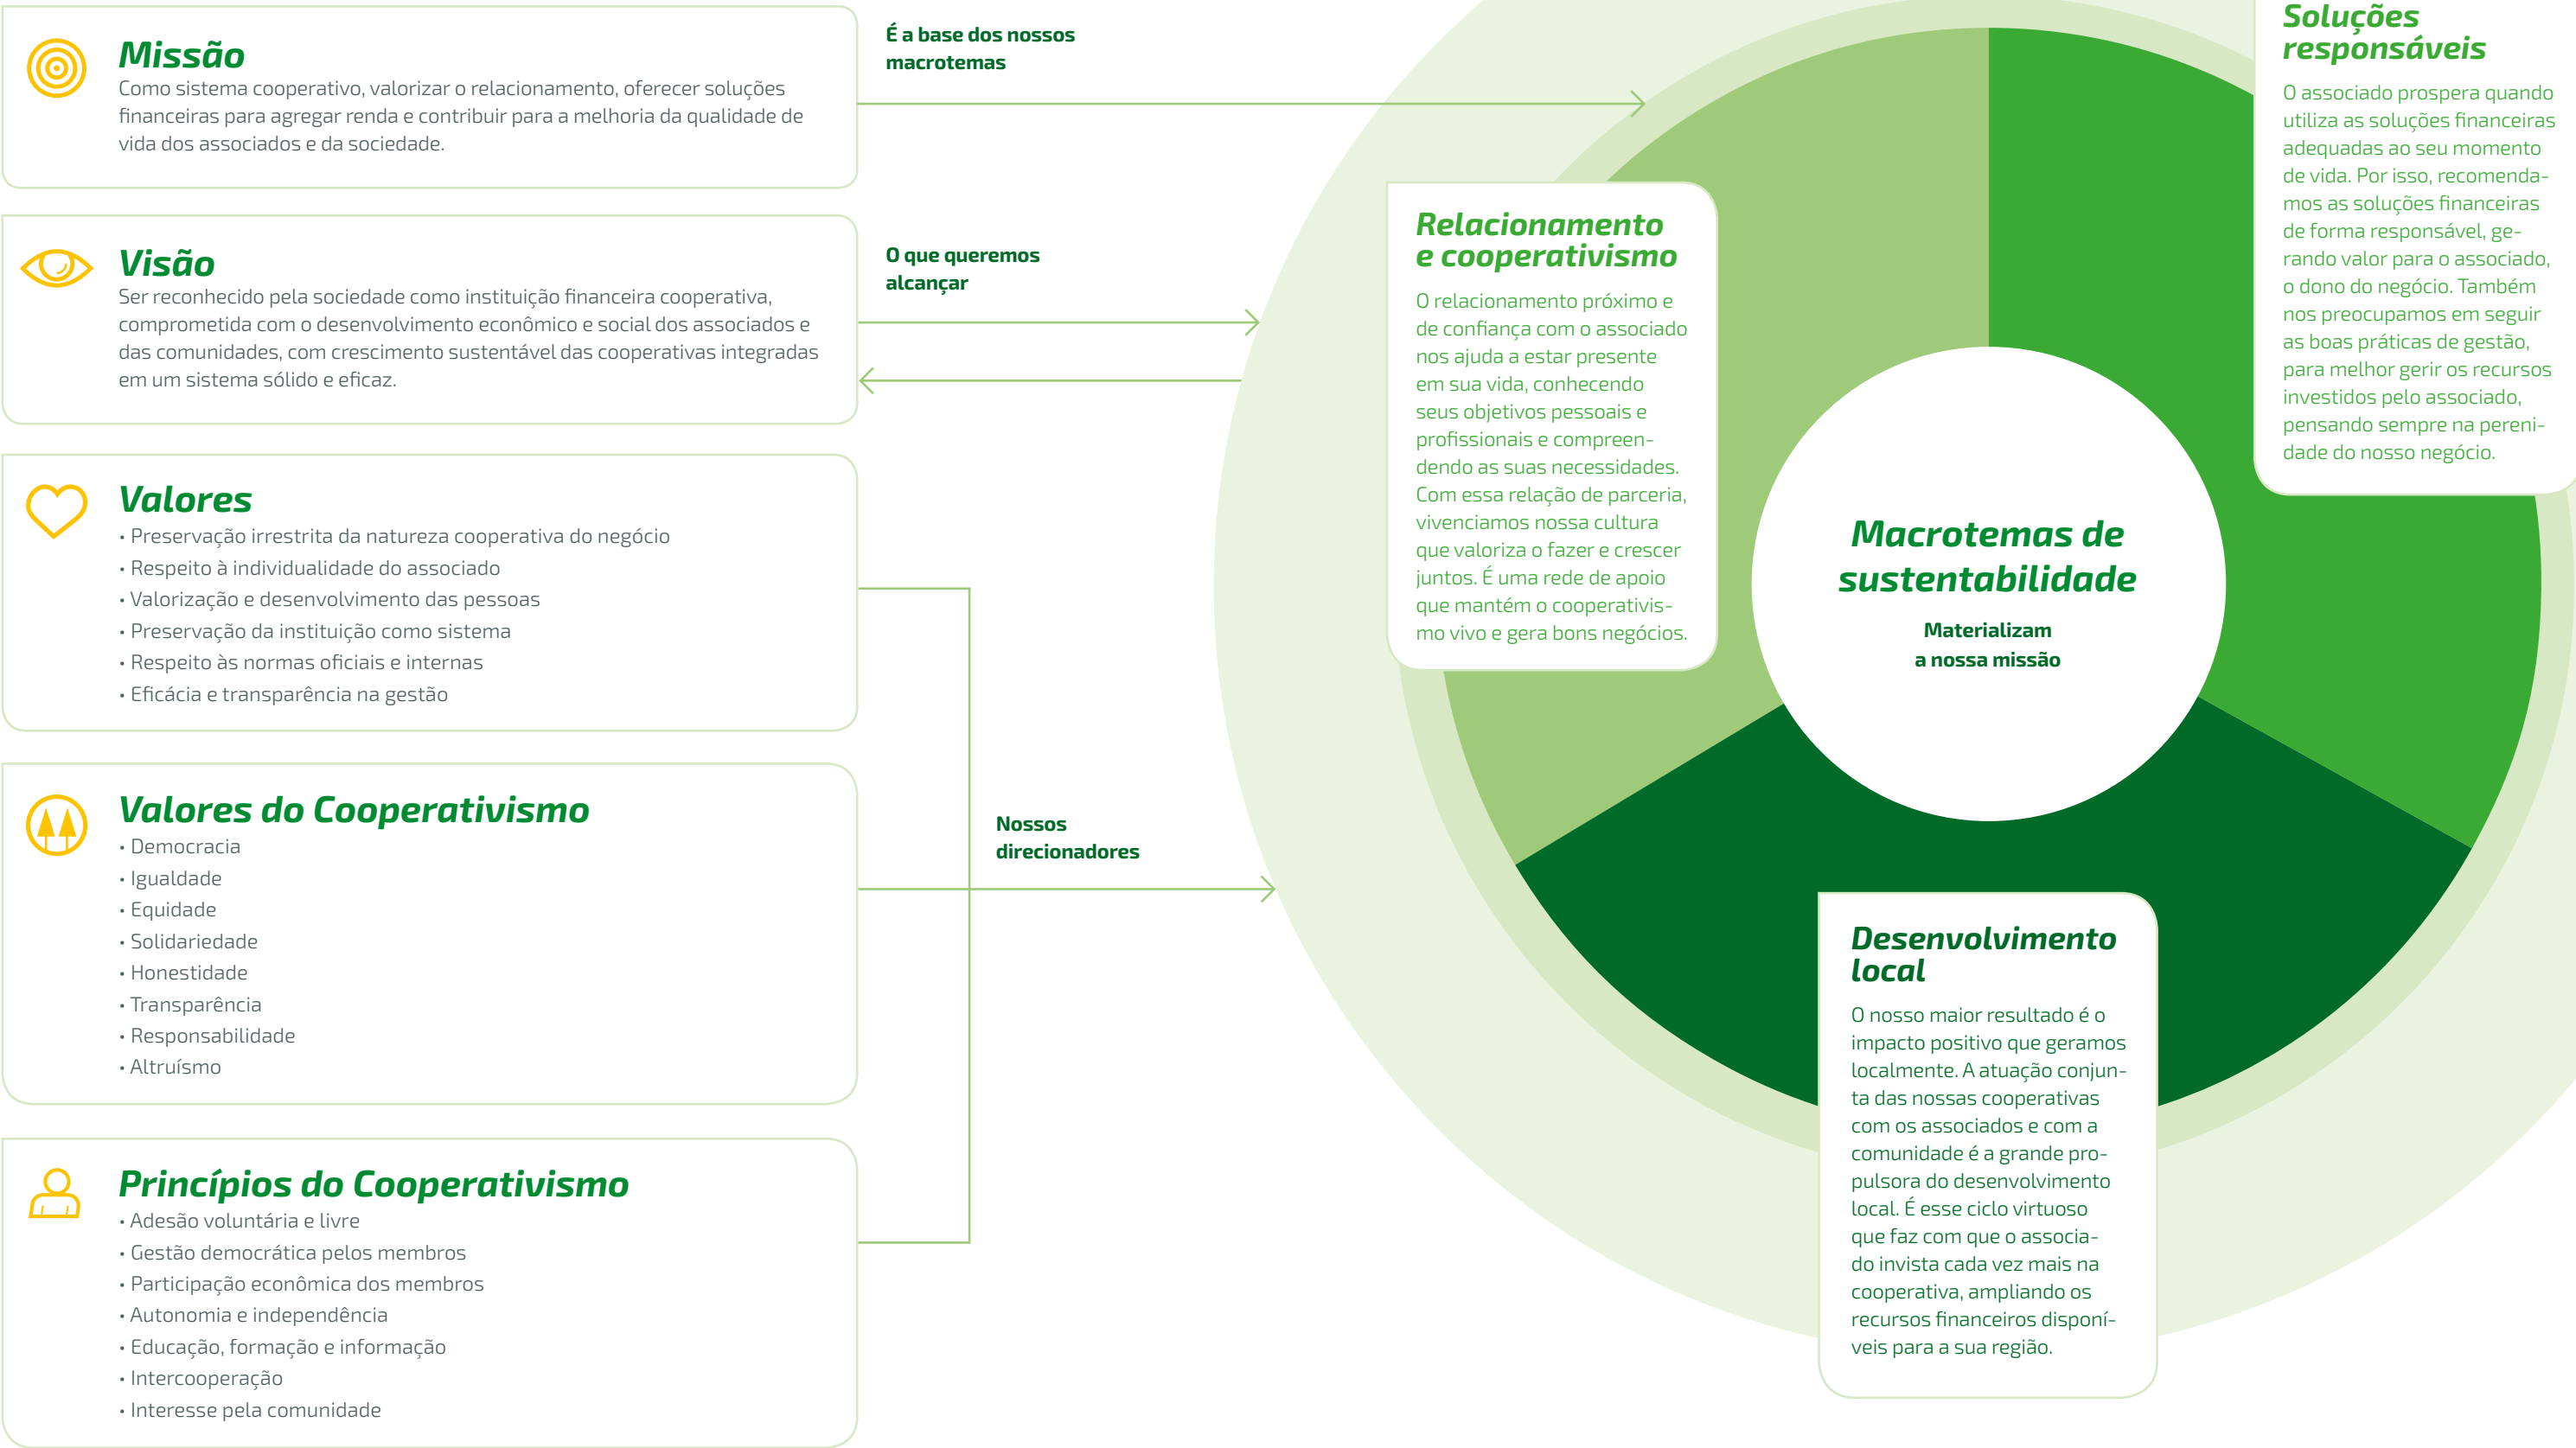 Missão
Como sistema cooperativo, valorizar o relacionamento, oferecer soluções
financeiras para agregar renda e contribuir para a melhoria da qualidade de
vida dos associados e da sociedade.
É a base dos nossos
macrotemas
Visão
Ser reconhecido pela sociedade como instituição financeira cooperativa,
comprometida com o desenvolvimento econômico e social dos associados e
das comunidades, com crescimento sustentável das cooperativas integradas
em um sistema sólido e eficaz.
O que queremos
alcançar
Valores
• Preservação irrestrita da natureza cooperativa do negócio
• Respeito à individualidade do associado
• Valorização e desenvolvimento das pessoas
• Preservação da instituição como sistema
• Respeito às normas oficiais e internas
• Eficácia e transparência na gestão
Valores do Cooperativismo
• Democracia
• Igualdade
• Equidade
• Solidariedade
• Honestidade
• Transparência
• Responsabilidade
• Altruísmo
Nossos
direcionadores
Princípios do Cooperativismo
• Adesão voluntária e livre
• Gestão democrática pelos membros
• Participação econômica dos membros
• Autonomia e independência
• Educação, formação e informação
• Intercooperação
• Interesse pela comunidade
Relacionamento
e cooperativismo
O relacionamento próximo e
de confiança com o associado
nos ajuda a estar presente
em sua vida, conhecendo
seus objetivos pessoais e
profissionais e compreen-
dendo as suas necessidades.
Com essa relação de parceria,
vivenciamos nossa cultura
que valoriza o fazer e crescer
juntos. É uma rede de apoio
que mantém o cooperativis-
mo vivo e gera bons negócios.
Macrotemas de
sustentabilidade
Materializam
a nossa missão
Soluções
responsáveis
O associado prospera quando
utiliza as soluções financeiras
adequadas ao seu momento
de vida. Por isso, recomenda-
mos as soluções financeiras
de forma responsável, ge-
rando valor para o associado,
o dono do negócio. Também
nos preocupamos em seguir
as boas práticas de gestão,
para melhor gerir os recursos
investidos pelo associado,
pensando sempre na pereni-
dade do nosso negócio.
Desenvolvimento
local
O nosso maior resultado é o
impacto positivo que geramos
localmente. A atuação conjun-
ta das nossas cooperativas
com os associados e com a
comunidade é a grande pro-
pulsora do desenvolvimento
local. É esse ciclo virtuoso
que faz com que o associa-
do invista cada vez mais na
cooperativa, ampliando os
recursos financeiros disponí-
veis para a sua região.